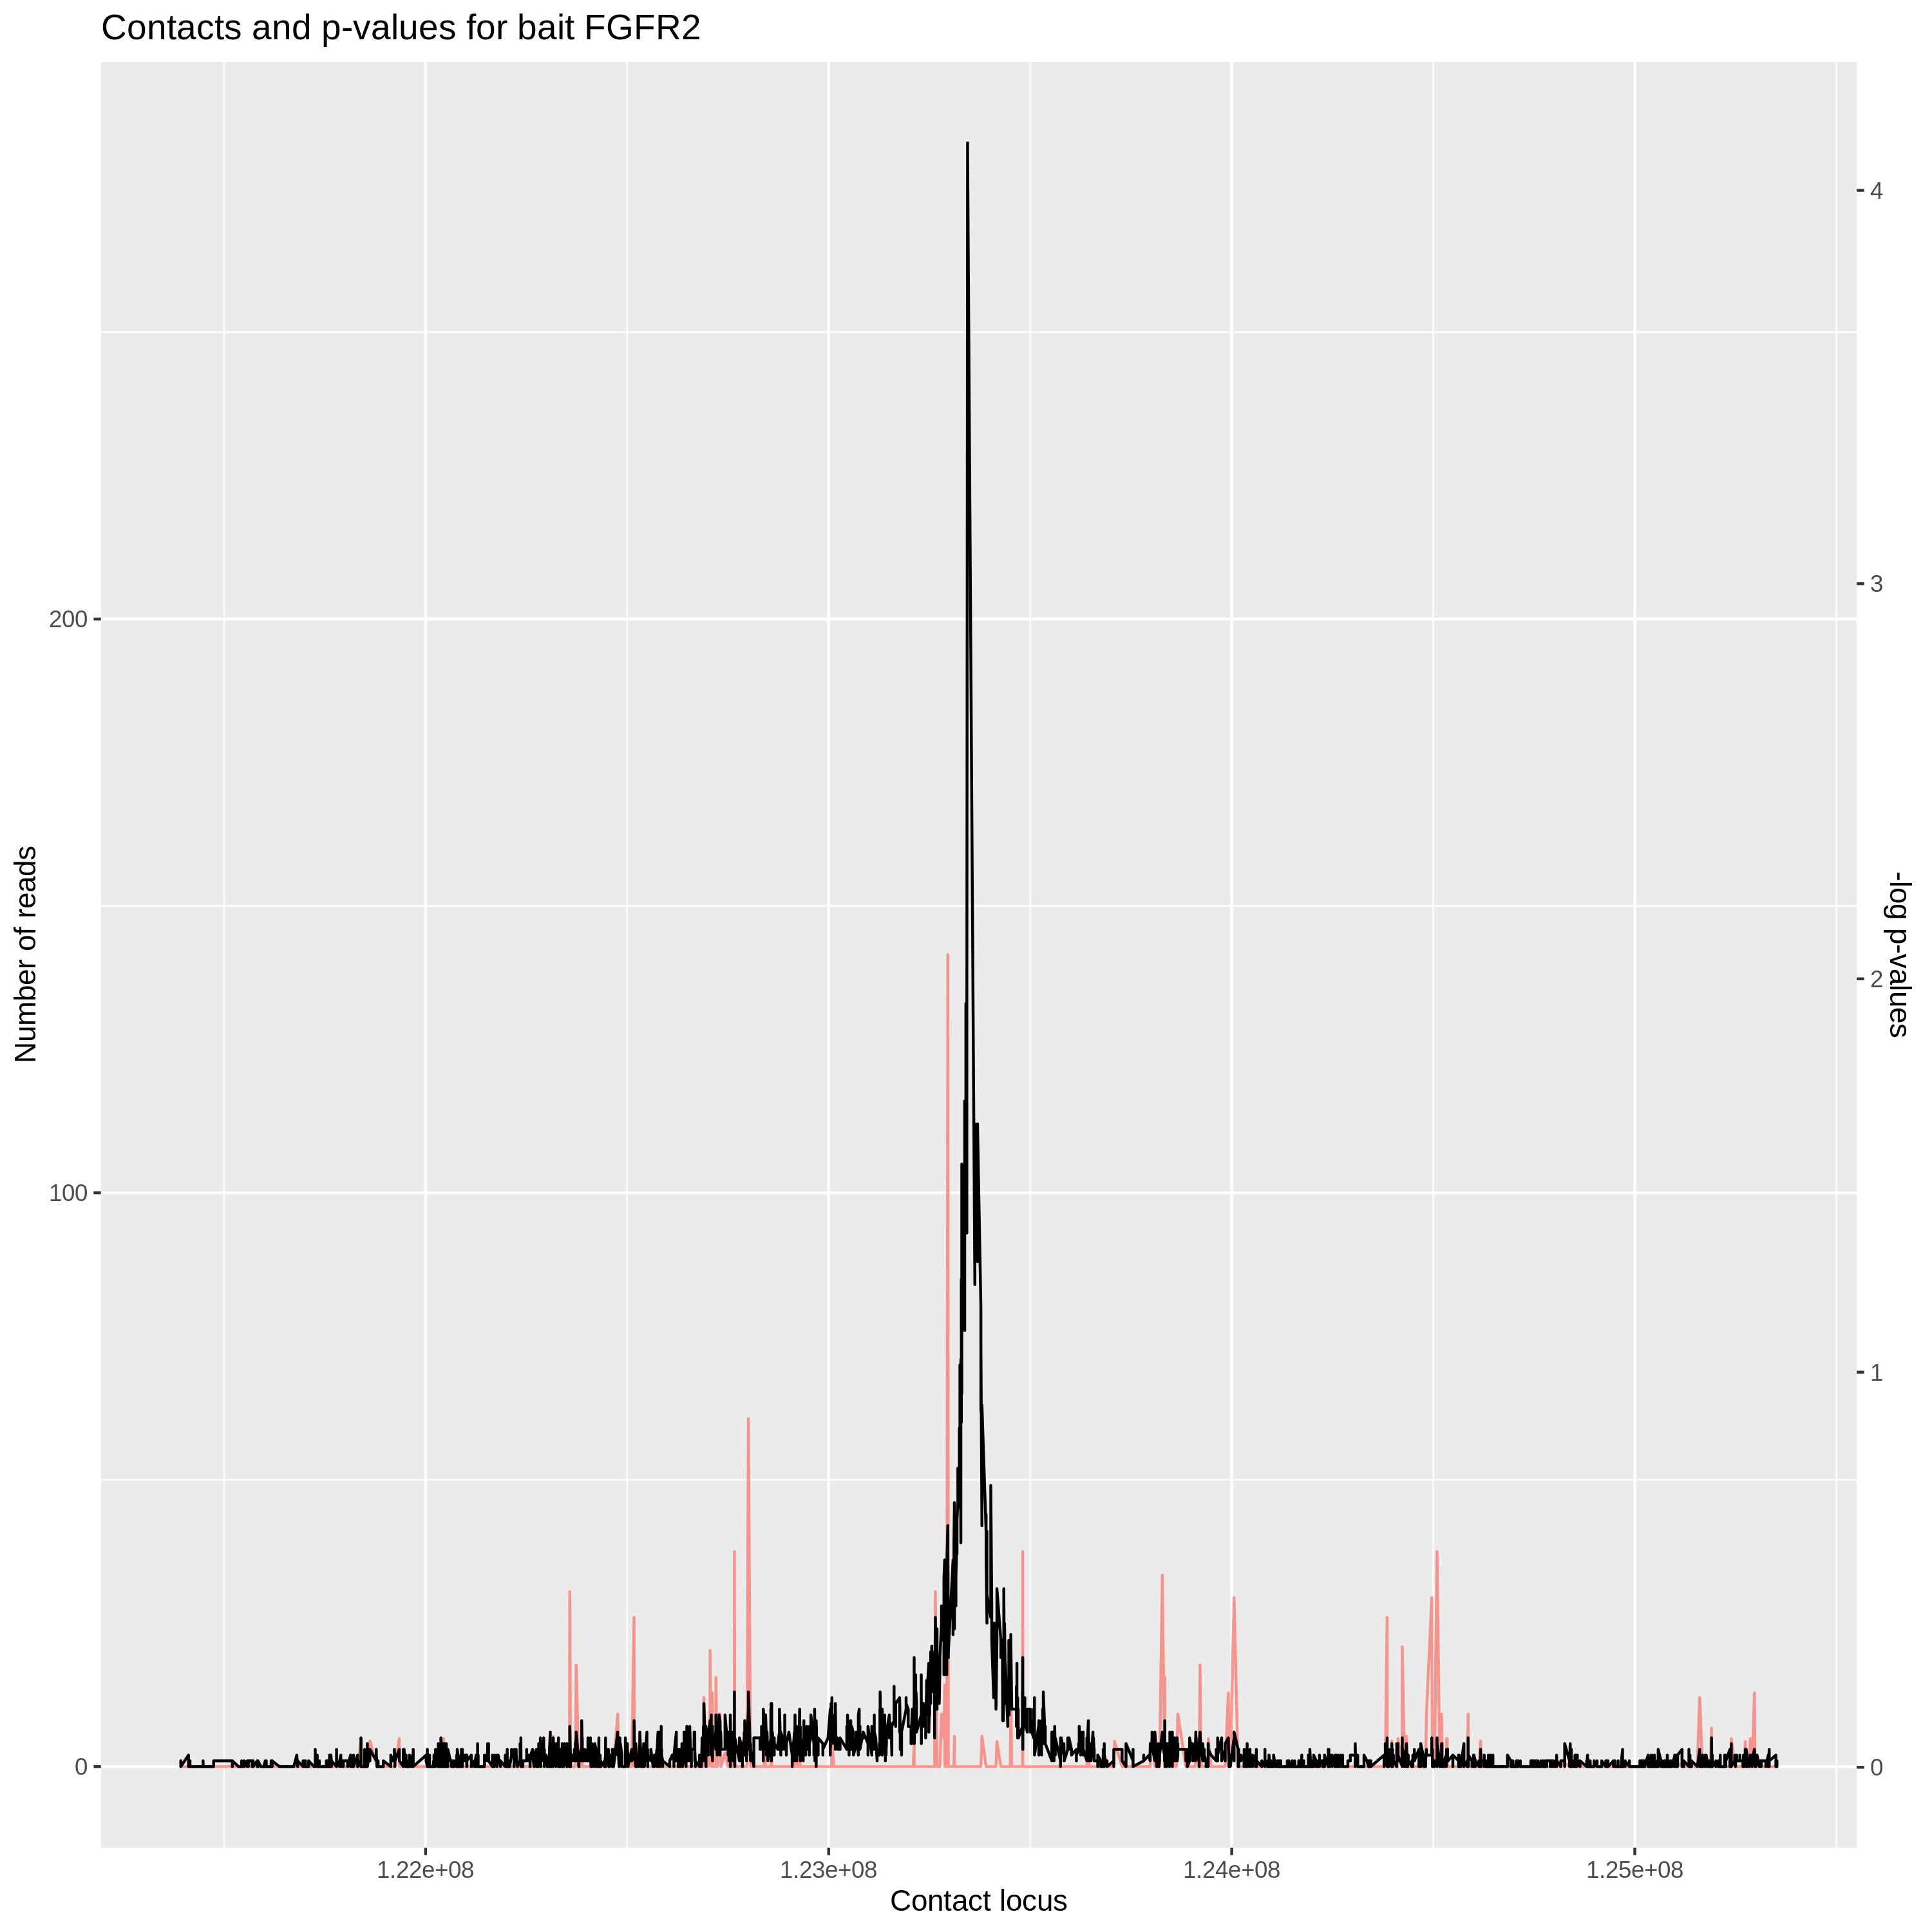 Contacts and p-values for bait FGFR2
Number of reads
200
100
0
4
3
2
1
0
-log p-values
1.22e+08
1.23e+08
1.24e+08
1.25e+08
Contact locus